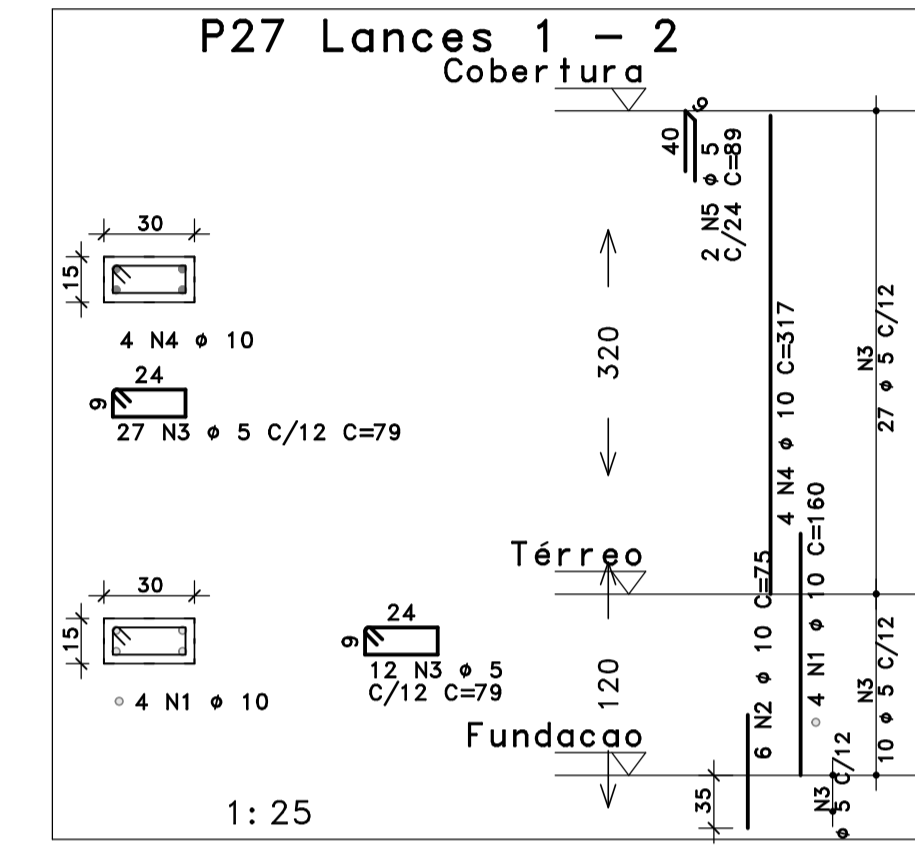 P27 Lances 1 - 2
Cobertura
40
6
2 N5 ϕ 5
C/24 C=89
30
15
4 N4 ϕ 10
24
9
27 N3 ϕ 5 C/12 C=79
320
4 N4 ϕ 10 C=317
N3
27 ϕ 5 C/12
Térreo
30
15
4 N1 ϕ 10
24
9
12 N3 ϕ 5
C/12 C=79
120
6 N2 ϕ 10 C=75
4 N1 ϕ 10 C=160
N3
10 ϕ 5 C/12
Fundacao
35
N3
ϕ 5 C/12
1:25